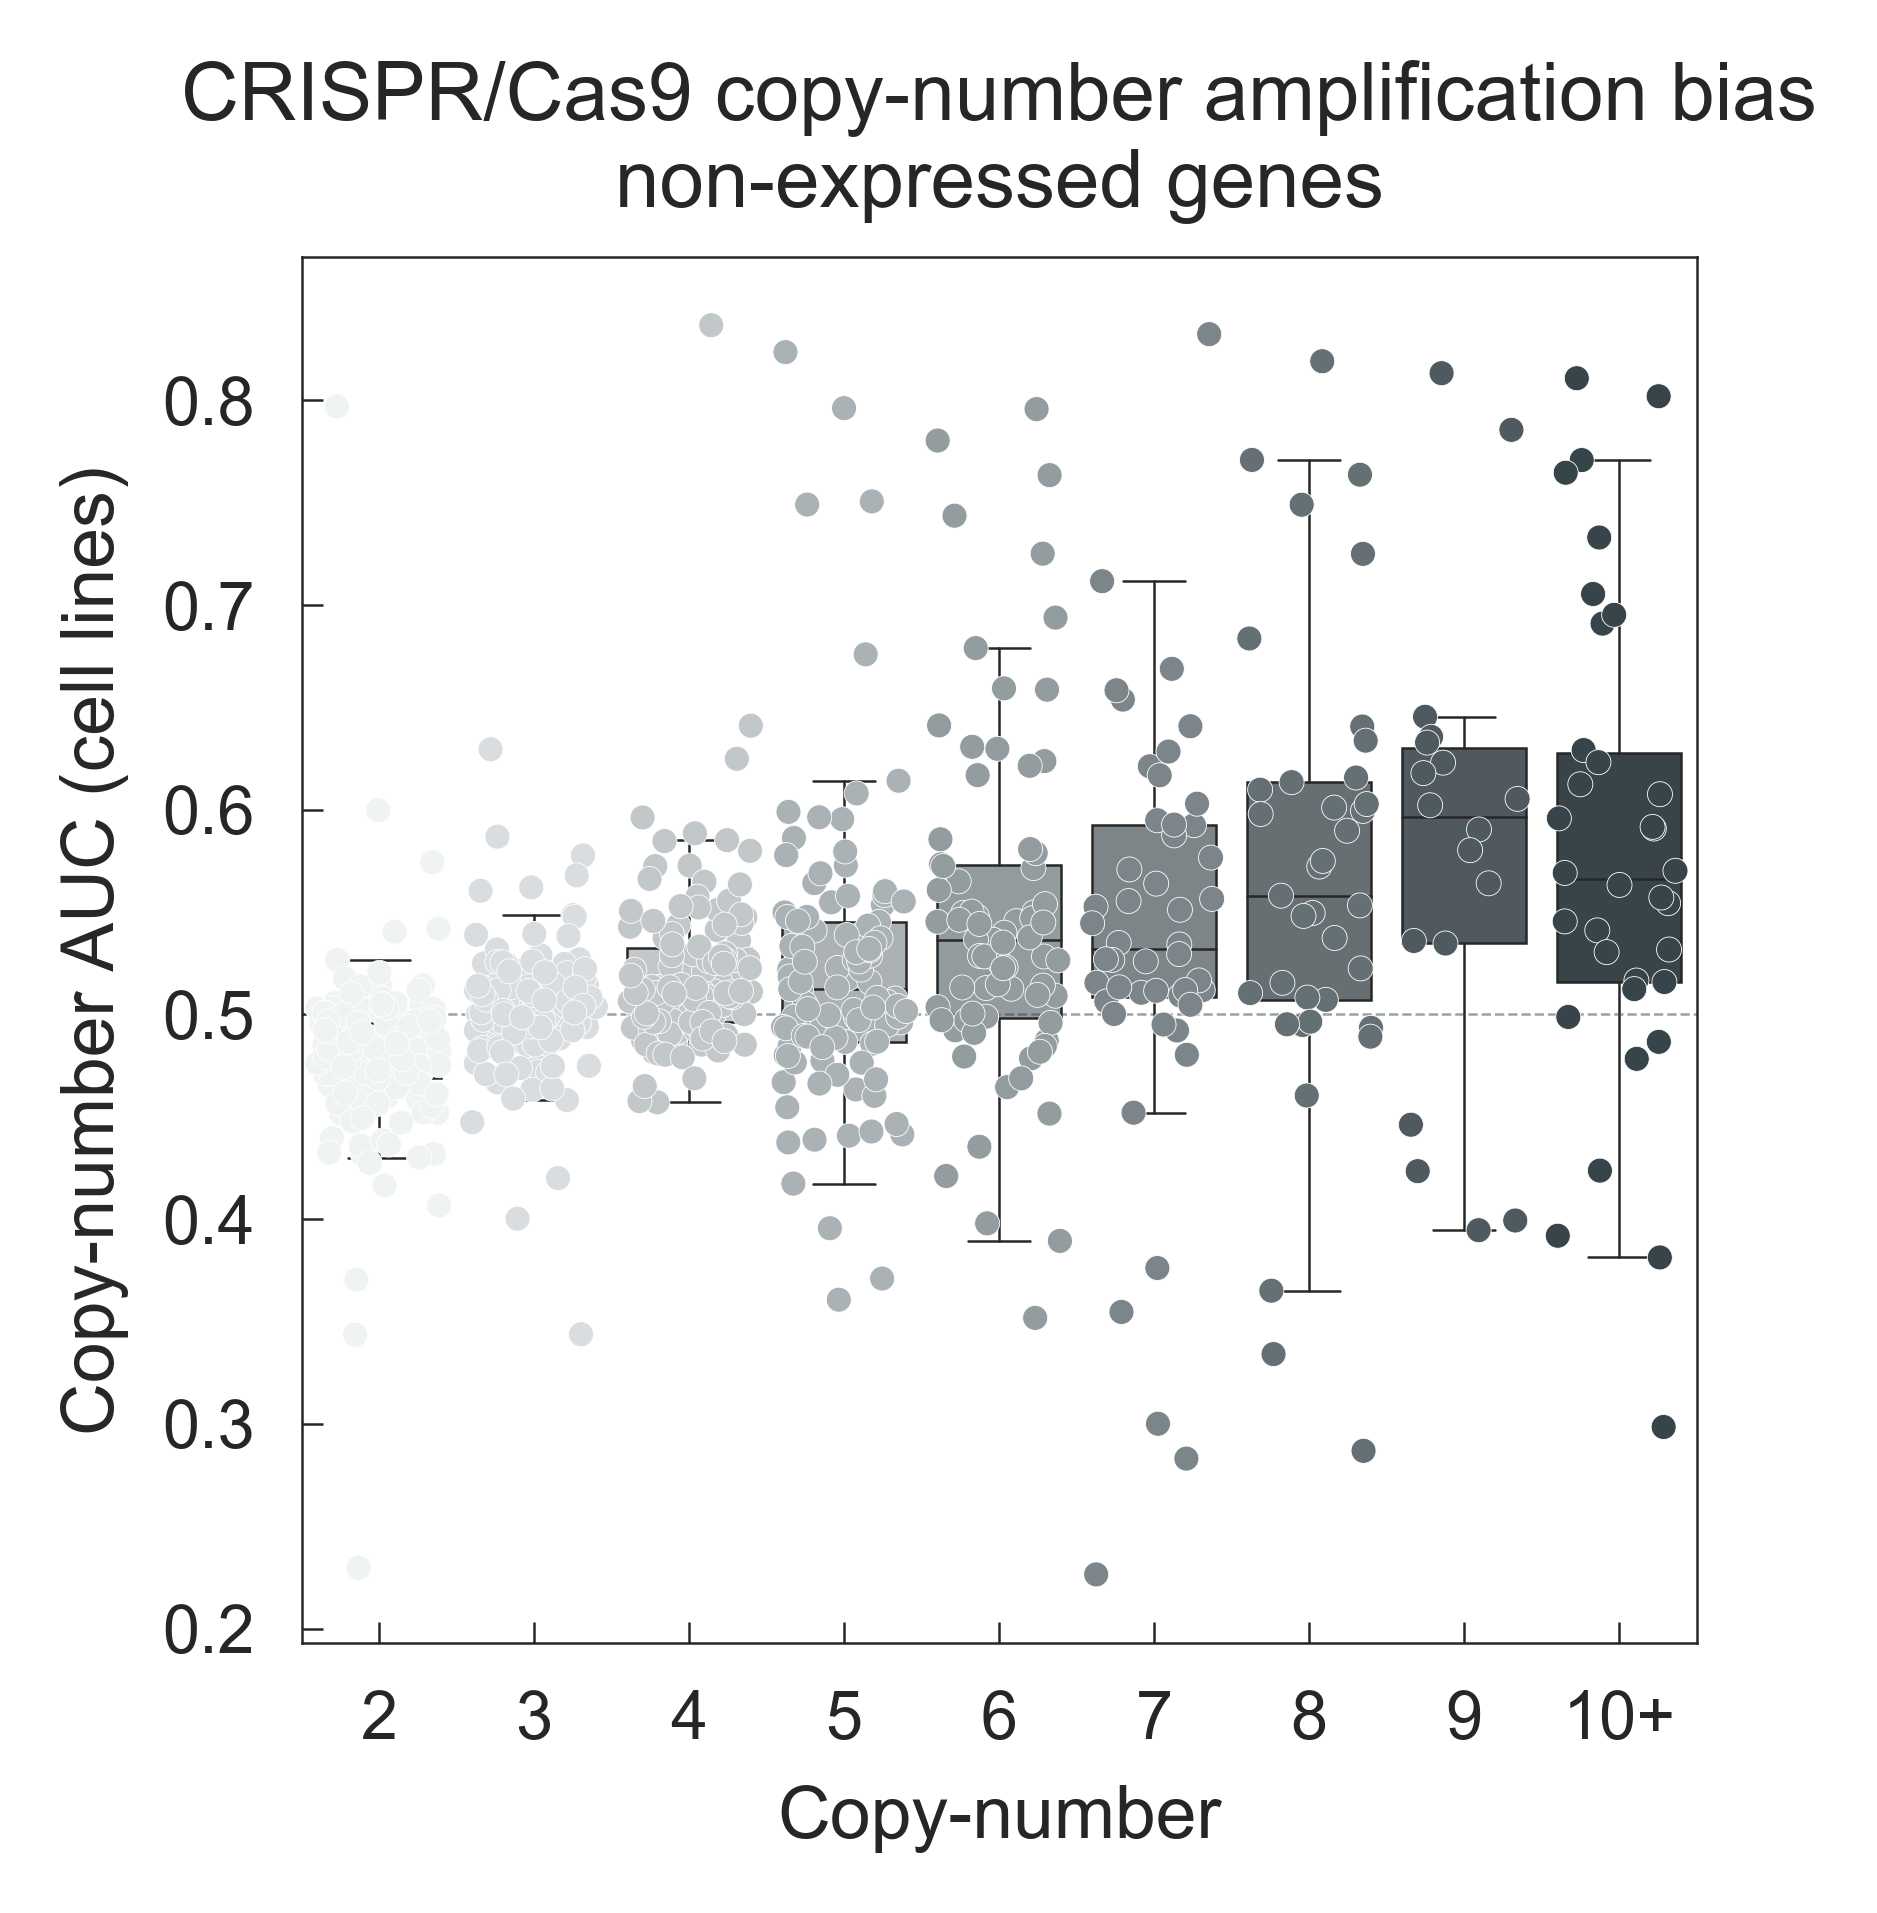 CRISPR/Cas9 copy-number amplification bias
non-expressed genes
Copy-number AUC (cell lines)
0.8
0.7
0.6
0.5
0.4
0.3
0.2
2 3 4 5 6 7 8 9 10+
Copy-number